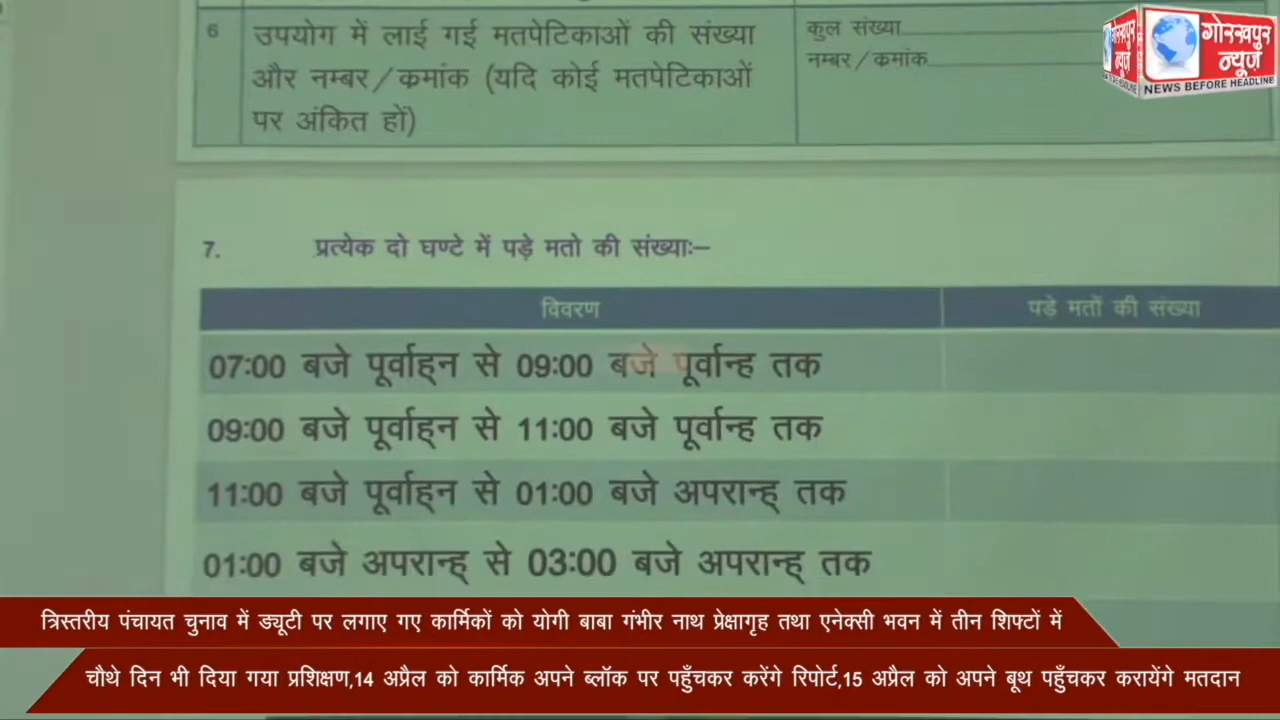 6 उपयोग में लाई गई मतपेटिकाओं की संख्या
और नम्बर/क्रमांक (यदि कोई मतपेटिकाओं
पर अंकित हों)
कुल संख्या
नम्बर/क्रमांक
गोरखपुर
न्यूज़
NEWS BEFORE HEADLINE
7. प्रत्येक दो घण्टे में पड़े मतो की संख्याः–
विवरण पडे मतों की संख्या
07:00 बजे पूर्वाह्न से 09:00 बजे पूर्वान्ह तक
09:00 बजे पूर्वाह्न से 11:00 बजे पूर्वान्ह तक
11:00 बजे पूर्वाह्न से 01:00 बजे अपरान्ह् तक
01:00 बजे अपरान्ह् से 03:00 बजे अपरान्ह् तक
त्रिस्तरीय पंचायत चुनाव में ड्यूटी पर लगाए गए कार्मिकों को योगी बाबा गंभीर नाथ प्रेक्षागृह तथा एनेक्सी भवन में तीन शिफ्टों में
चौथे दिन भी दिया गया प्रशिक्षण,14 अप्रैल को कार्मिक अपने ब्लॉक पर पहुँचकर करेंगे रिपोर्ट,15 अप्रैल को अपने बूथ पहुँचकर करायेंगे मतदान